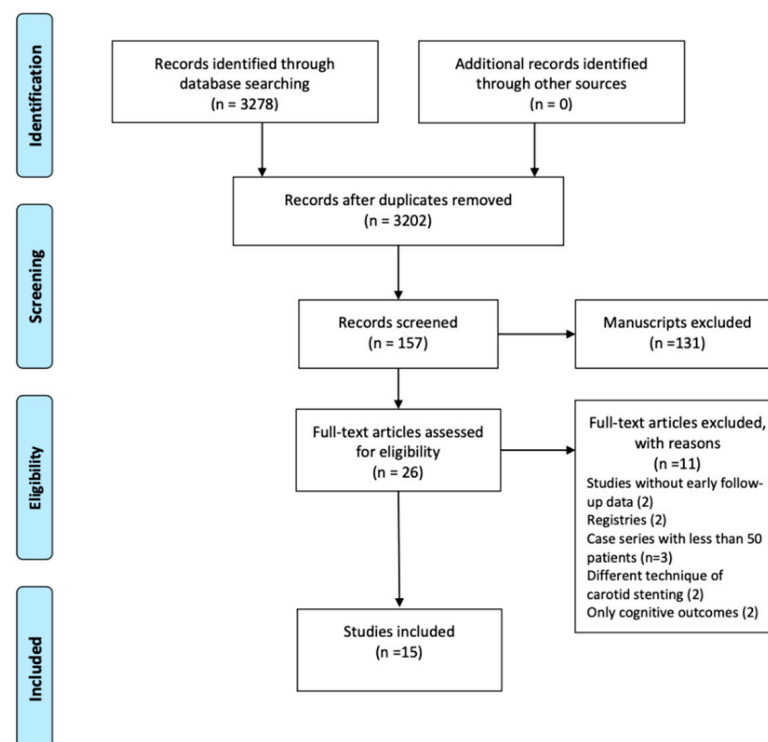 Identification
Records identified through
database searching
(n = 3278)
Additional records identified
through other sources
(n = 0)
Records after duplicates removed
(n = 3202)
Screening
Records screened
(n = 157)
Manuscripts excluded
(n =131)
Eligibility
Full-text articles assessed
for eligibility
(n = 26)
Full-text articles excluded,
with reasons
(n =11)
Studies without early follow-
up data (2)
Registries (2)
Case series with less than 50
patients (n=3)
Different technique of
carotid stenting (2)
Only cognitive outcomes (2)
Included
Studies included
(n =15)